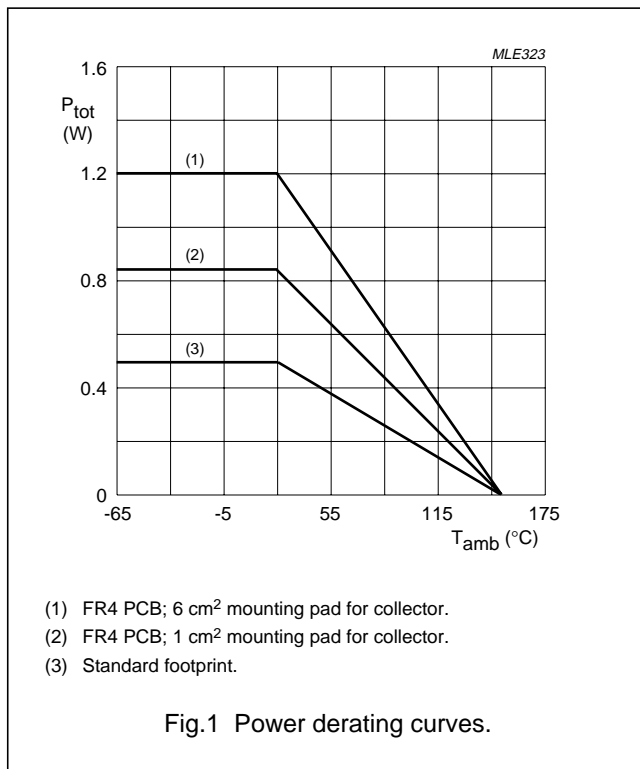 MLE323
1.6
Ptot
(W)
(1)
1.2
(2)
0.8
(3)
0.4
0
-65 -5 55 115 175
Tamb (°C)
(1) FR4 PCB; 6 cm² mounting pad for collector.
(2) FR4 PCB; 1 cm² mounting pad for collector.
(3) Standard footprint.
Fig.1 Power derating curves.